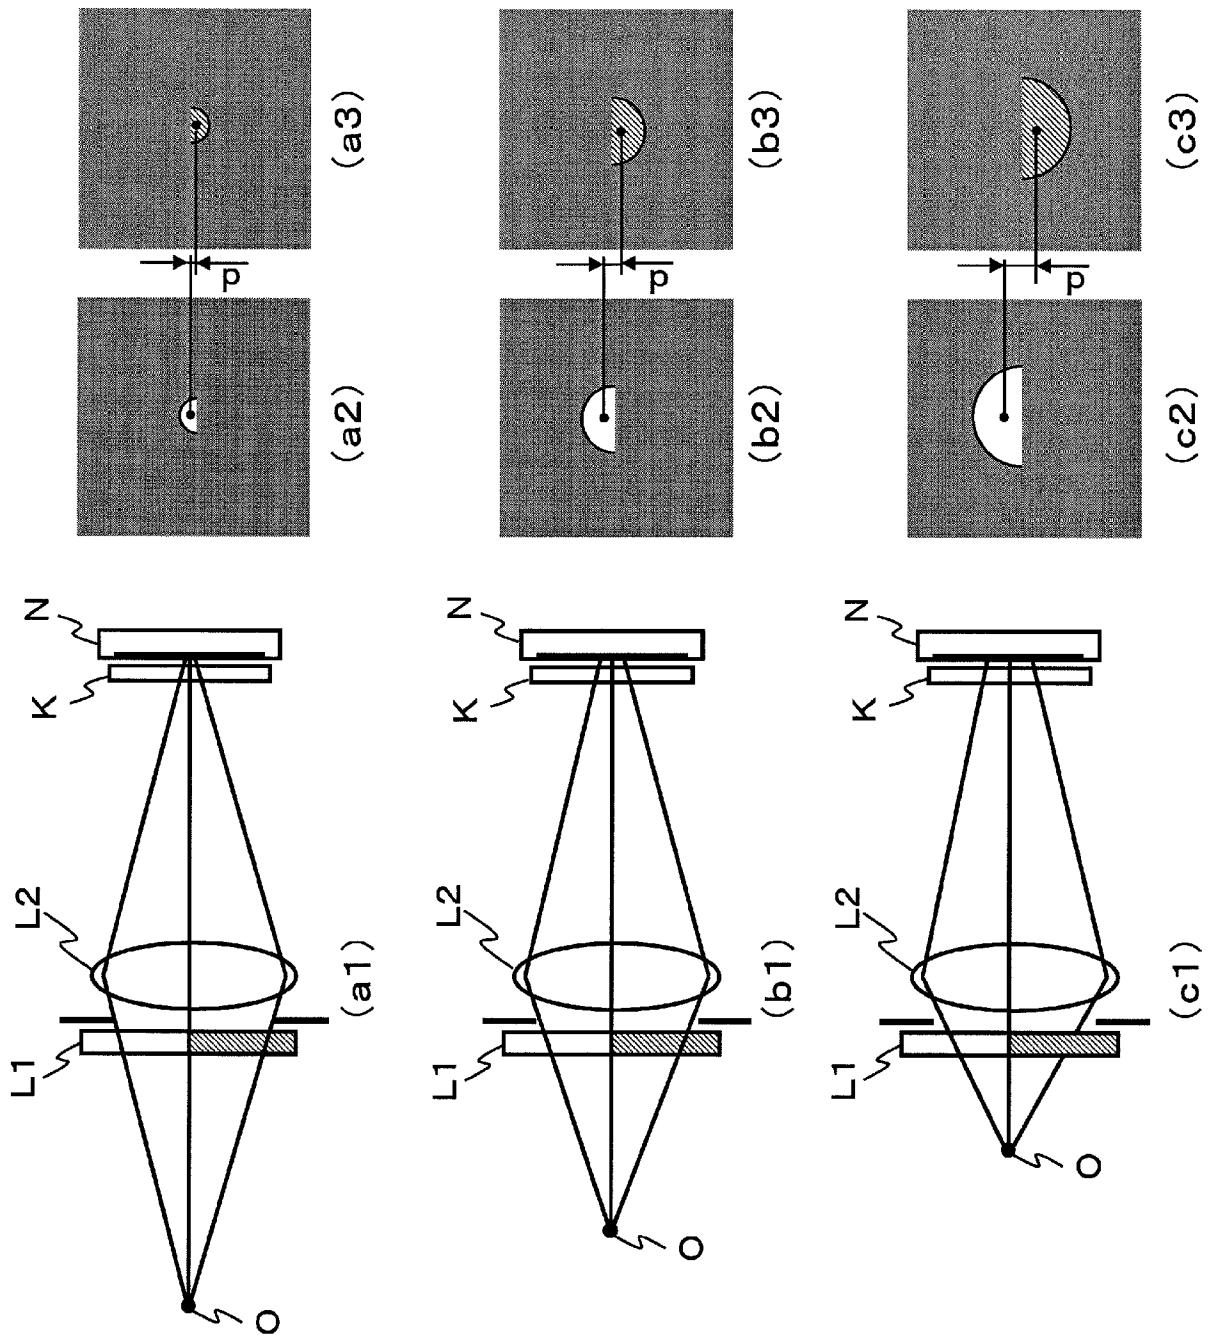 (a3)
(b3)
(c3)
p
p
p
(a2)
(b2)
(c2)
N
K
L2
L1
O
(a1)
N
K
L2
L1
O
(b1)
N
K
L2
L1
O
(c1)